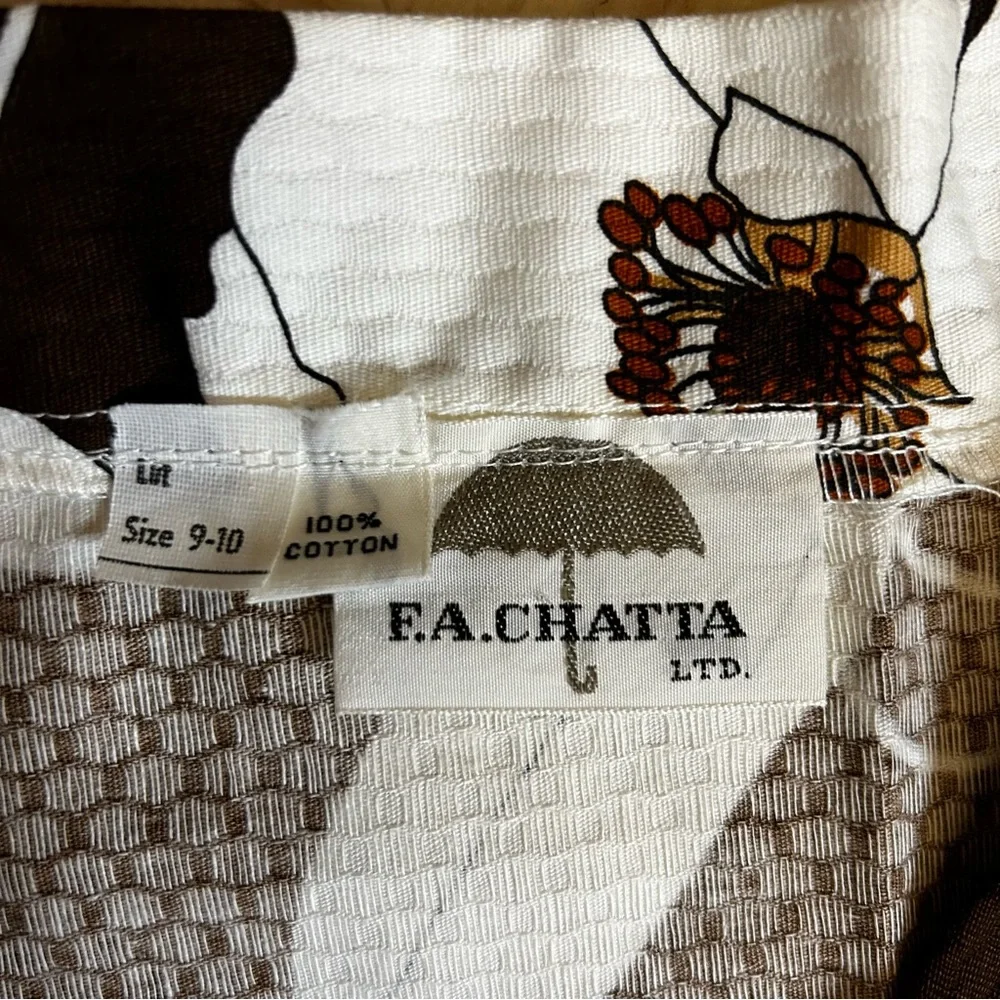 Size 9-10
100%
COTTON
F.A.CHATTA
LTD.